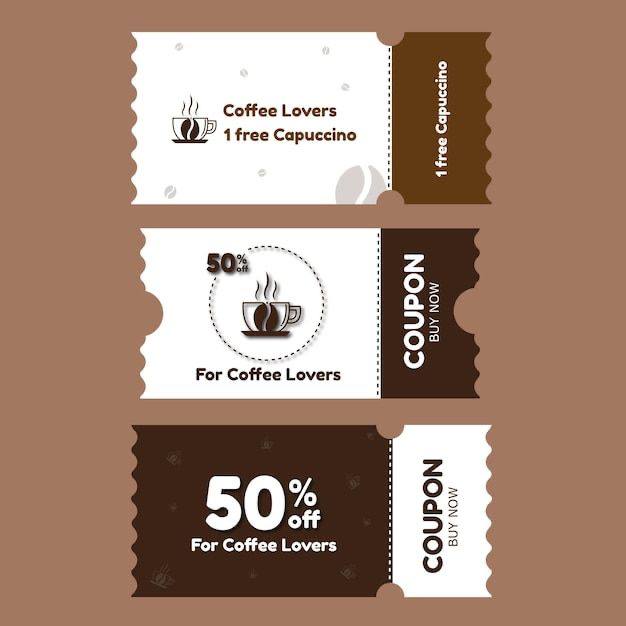 Coffee Lovers
1 free Capuccino
1 free Capuccino
50%
off
For Coffee Lovers
COUPON
BUY NOW
50%
off
For Coffee Lovers
COUPON
BUY NOW